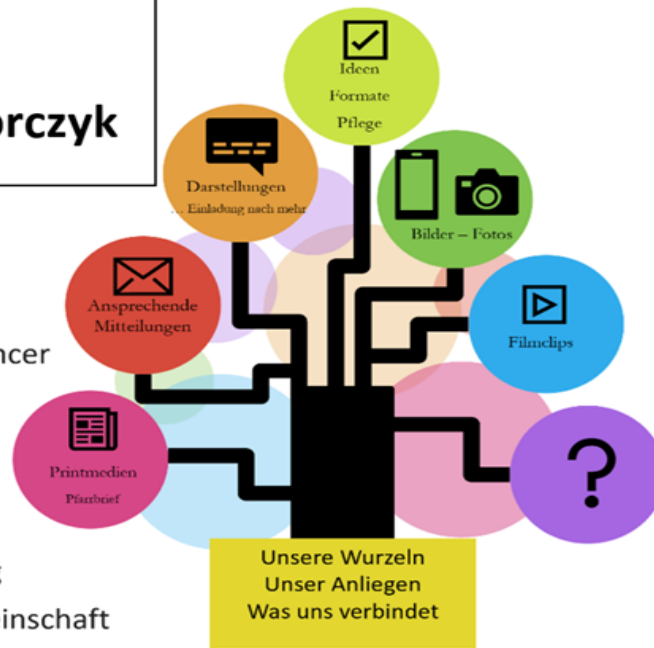 orczyk
ncer
g
inschaft
Ideen
Formate
Pflege
Darstellungen
... Einladung nach mehr
Bilder – Fotos
Ansprechende
Mitteilungen
Filmclips
Printmedien
Pfarrbrief
?
Unsere Wurzeln
Unser Anliegen
Was uns verbindet